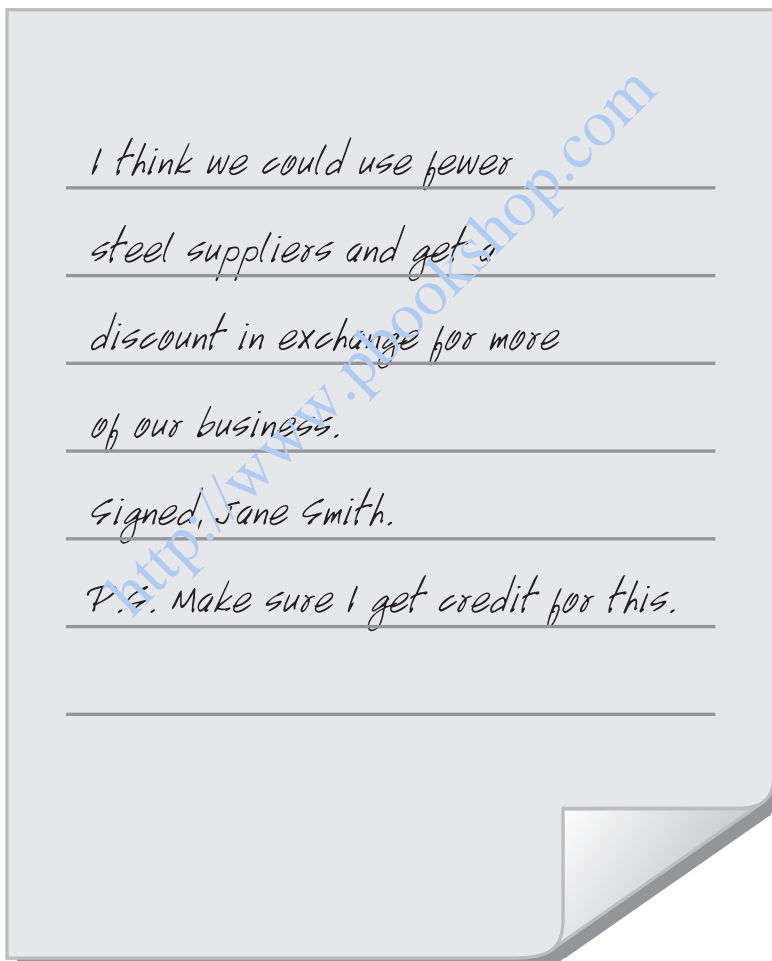 I think we could use fewer
steel suppliers and get a
discount in exchange for more
of our business.
Signed, Jane Smith.
P.S. Make sure I get credit for this.
http://www.pbookshop.com